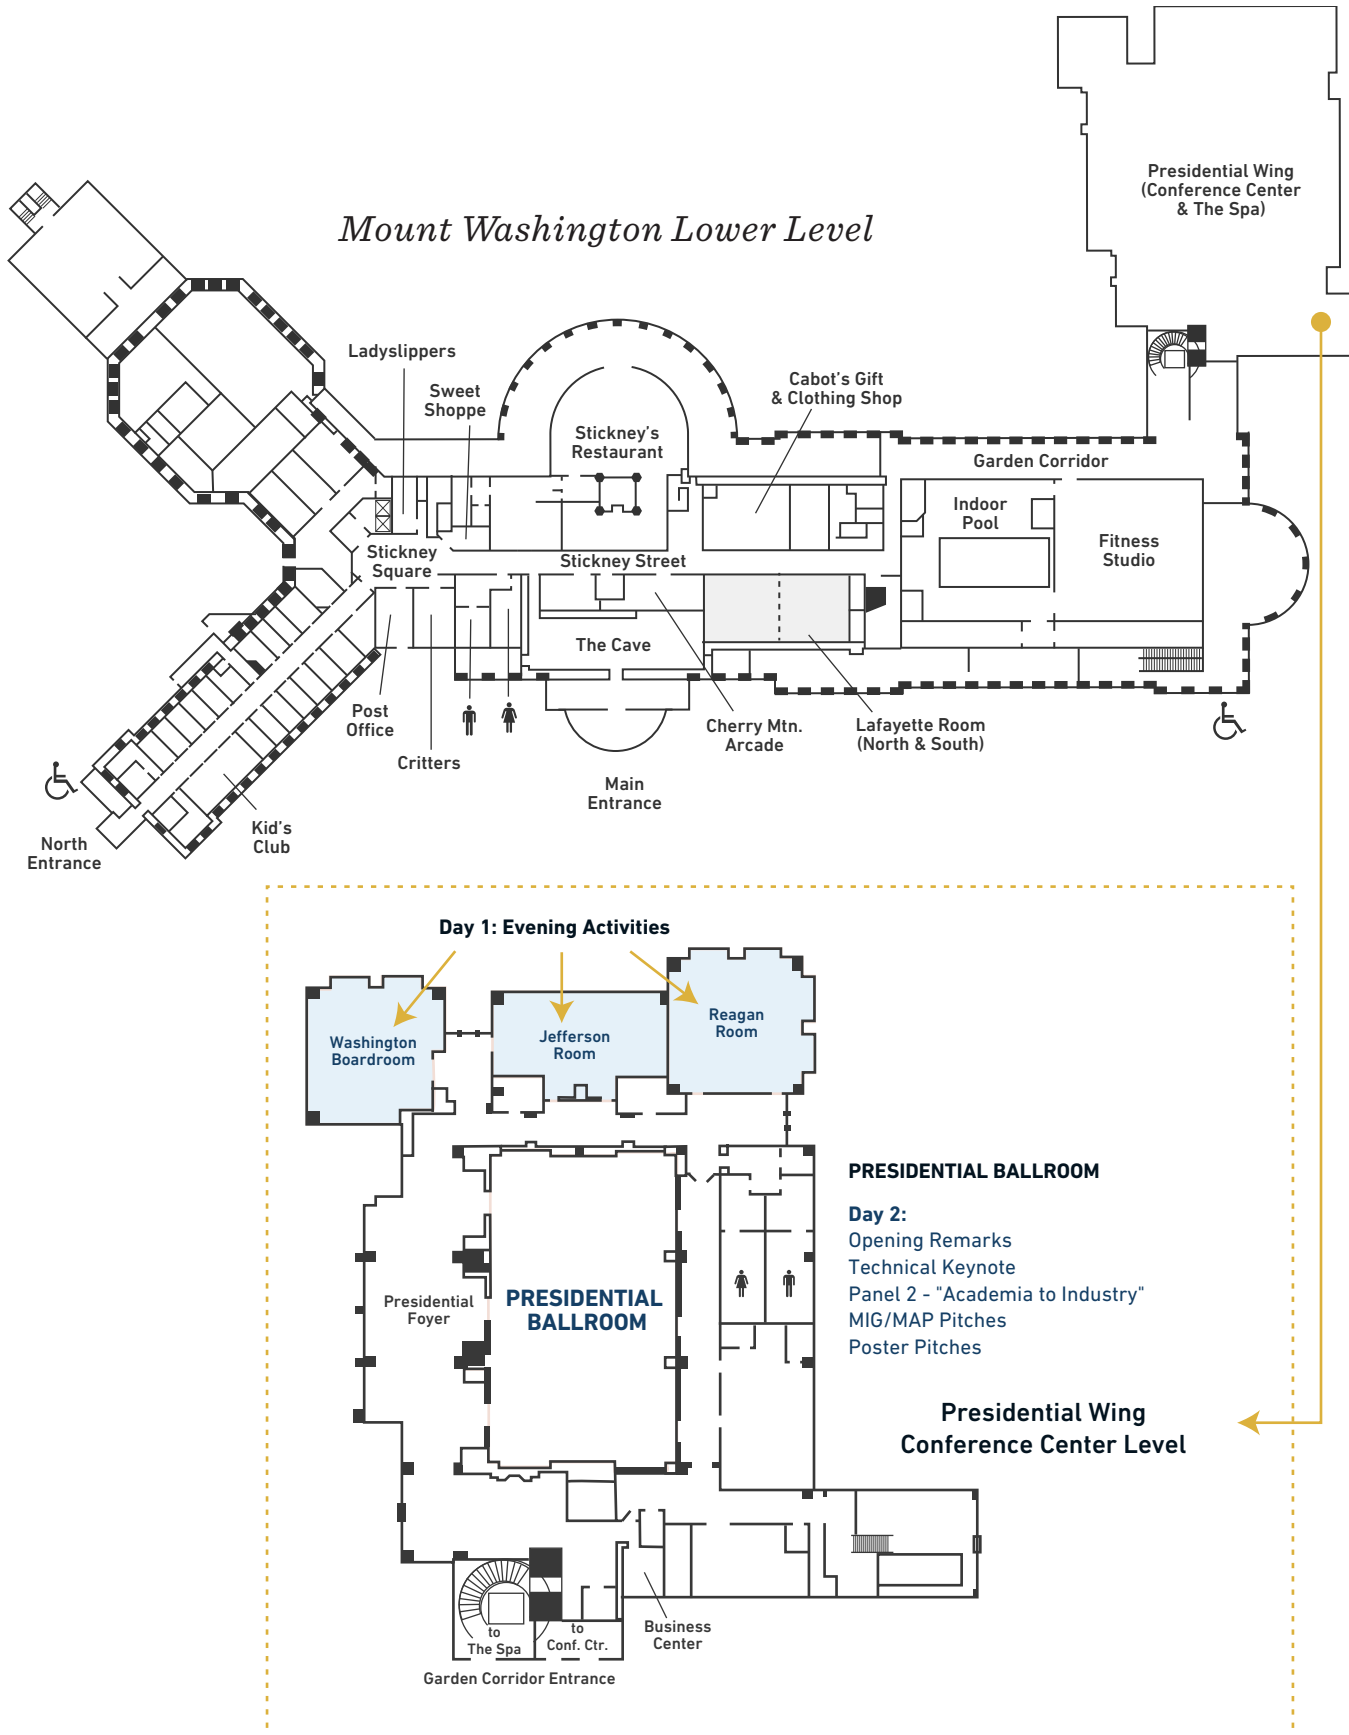 Presidential Wing
(Conference Center
& The Spa)
Mount Washington Lower Level
Ladyslippers
Sweet
Shoppe
Stickney's
Restaurant
Cabot's Gift
& Clothing Shop
Garden Corridor
Indoor
Pool
Fitness
Studio
Stickney
Square
Stickney Street
The Cave
Post
Office
Critters
Cherry Mtn.
Arcade
Lafayette Room
(North & South)
Main
Entrance
Kid's
Club
North
Entrance
Day 1: Evening Activities
Washington
Boardroom
Jefferson
Room
Reagan
Room
PRESIDENTIAL BALLROOM
Day 2:
Opening Remarks
Technical Keynote
Panel 2 - "Academia to Industry"
MIG/MAP Pitches
Poster Pitches
Presidential
Foyer
PRESIDENTIAL
BALLROOM
Presidential Wing
Conference Center Level
to
The Spa
to
Conf. Ctr.
Business
Center
Garden Corridor Entrance